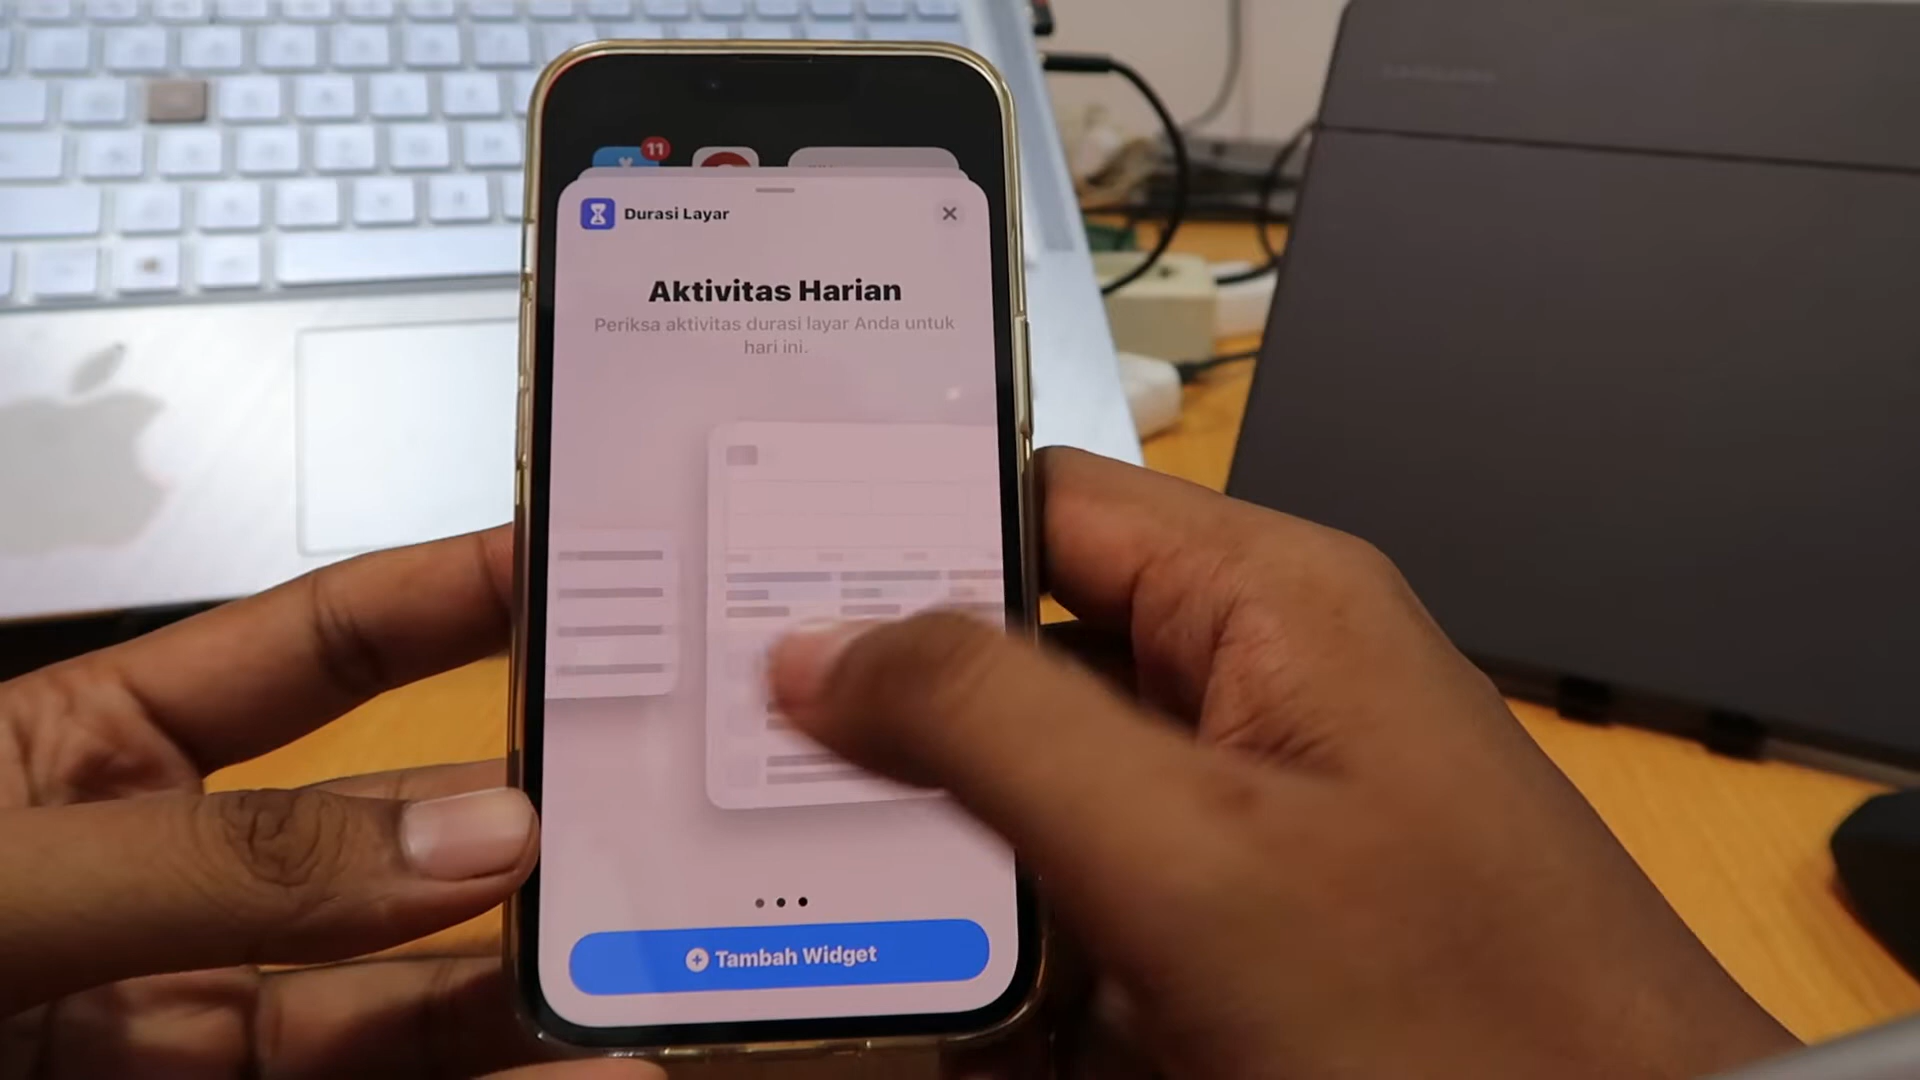 11
Durasi Layar
Aktivitas Harian
Periksa aktivitas durasi layar Anda untuk
hari ini.
Tambah Widget